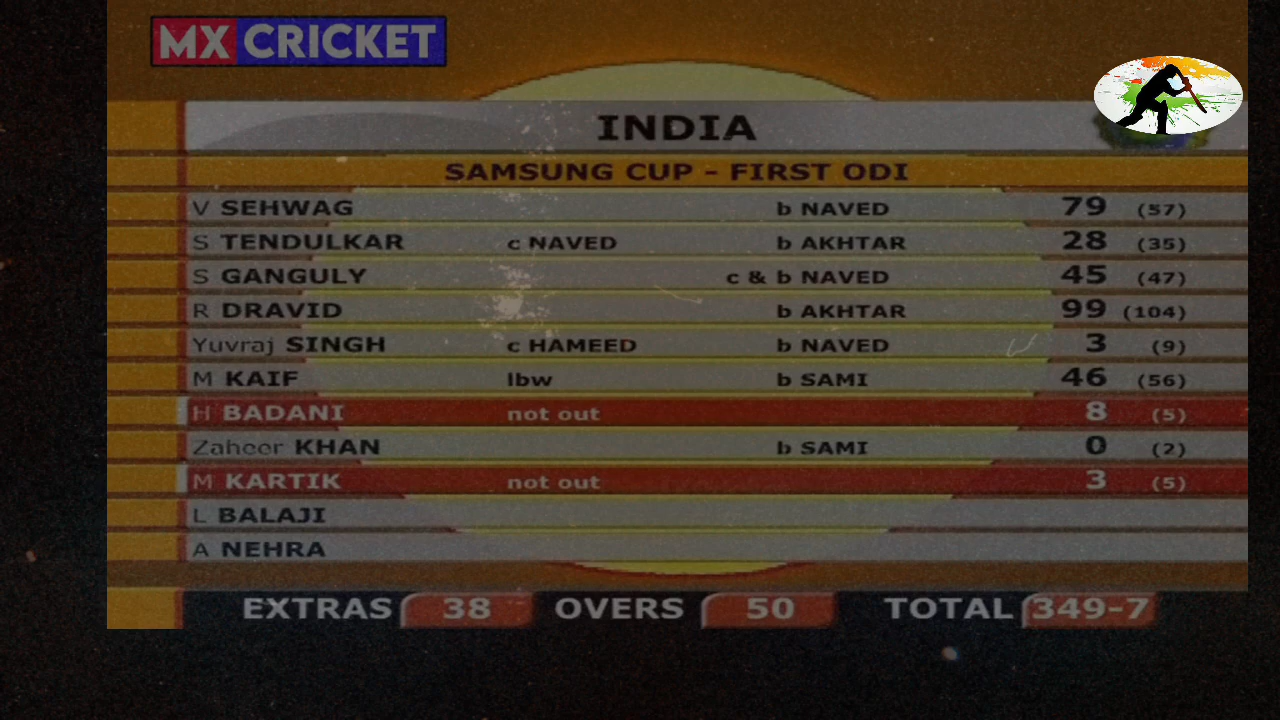 MX CRICKET
INDIA
SAMSUNG CUP - FIRST ODI
V SEHWAG b NAVED 79 (57)
S TENDULKAR c NAVED b AKHTAR 28 (35)
S GANGULY c & b NAVED 45 (47)
R DRAVID b AKHTAR 99 (104)
Yuvraj SINGH c HAMEED b NAVED 3 (9)
M KAIF lbw b SAMI 46 (56)
H BADANI not out 8 (5)
Zaheer KHAN b SAMI 0 (2)
M KARTIK not out 3 (5)
L BALAJI
A NEHRA
EXTRAS 38 OVERS 50 TOTAL 349-7